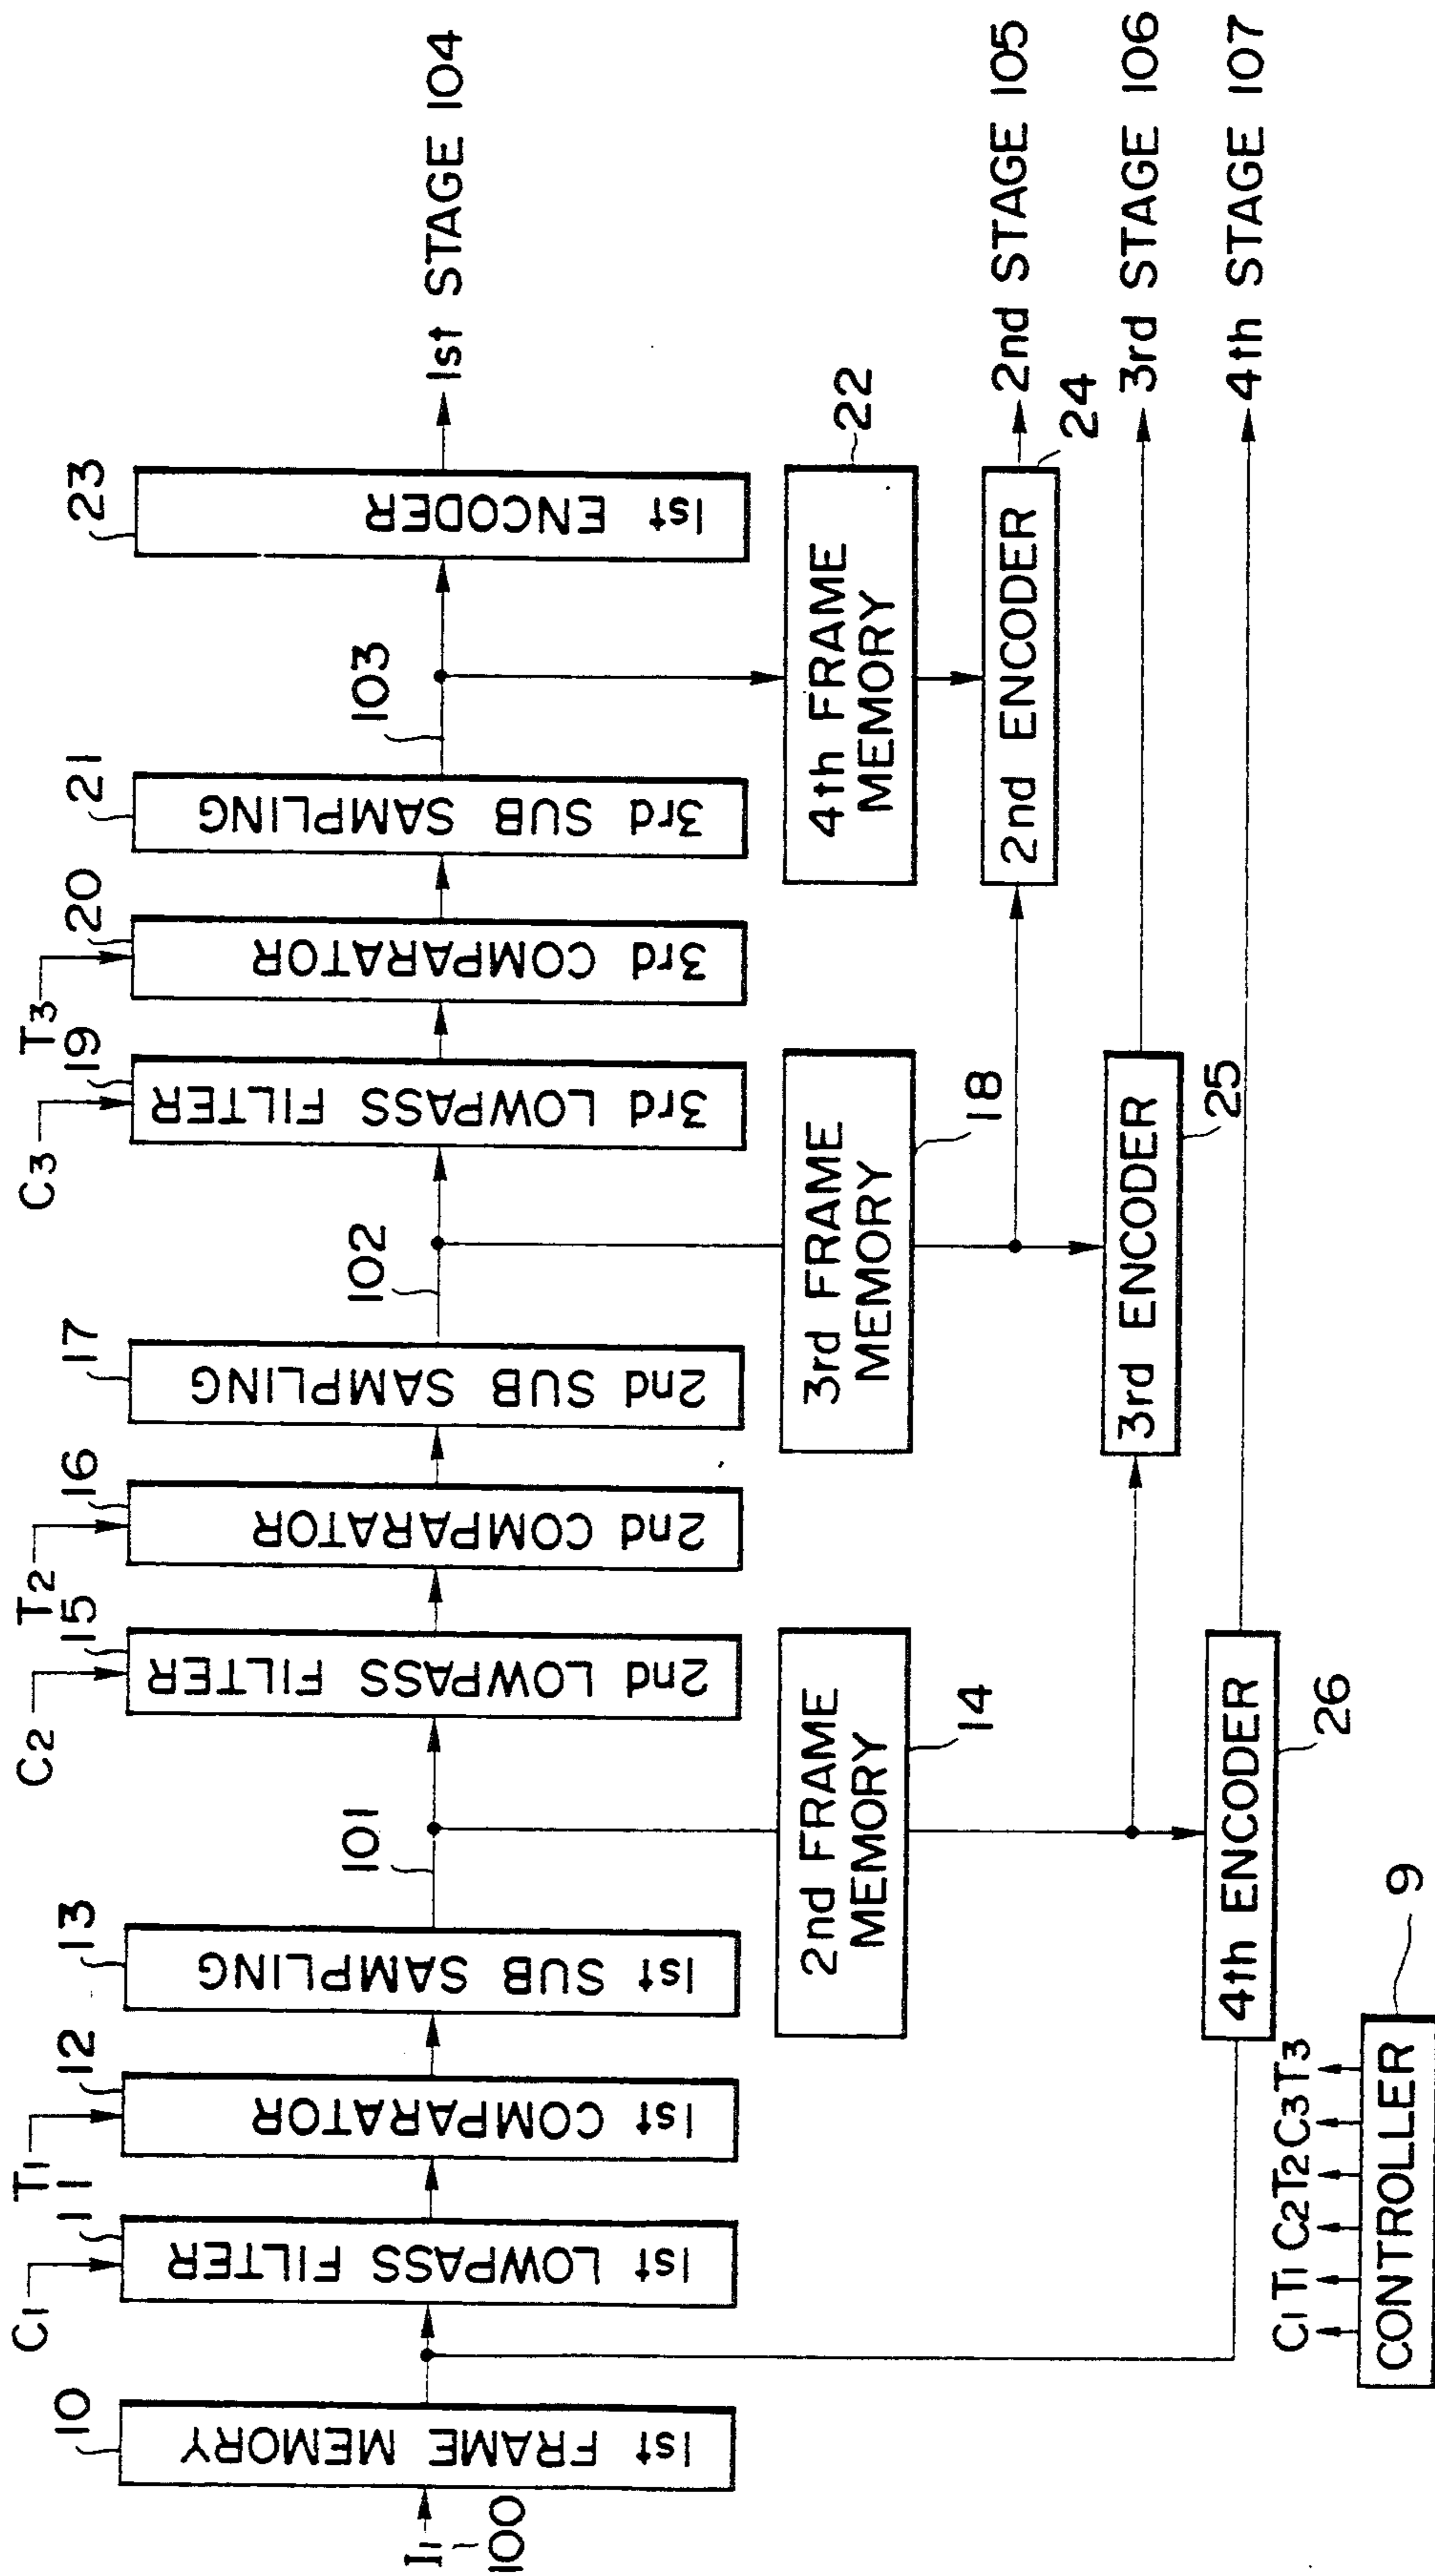 I1
100
10
1st FRAME MEMORY
C1
11
1st LOWPASS FILTER
T1
12
1st COMPARATOR
13
1st SUB SAMPLING
101
C2
15
2nd LOWPASS FILTER
T2
16
2nd COMPARATOR
17
2nd SUB SAMPLING
102
C3
19
3rd LOWPASS FILTER
T3
20
3rd COMPARATOR
21
3rd SUB SAMPLING
103
23
1st ENCODER
1st STAGE 104
2nd FRAME
MEMORY
14
3rd FRAME
MEMORY
18
4th FRAME
MEMORY
22
2nd ENCODER
24
2nd STAGE 105
3rd ENCODER
25
3rd STAGE 106
4th ENCODER
26
4th STAGE 107
C1 T1 C2 T2 C3 T3
CONTROLLER
9